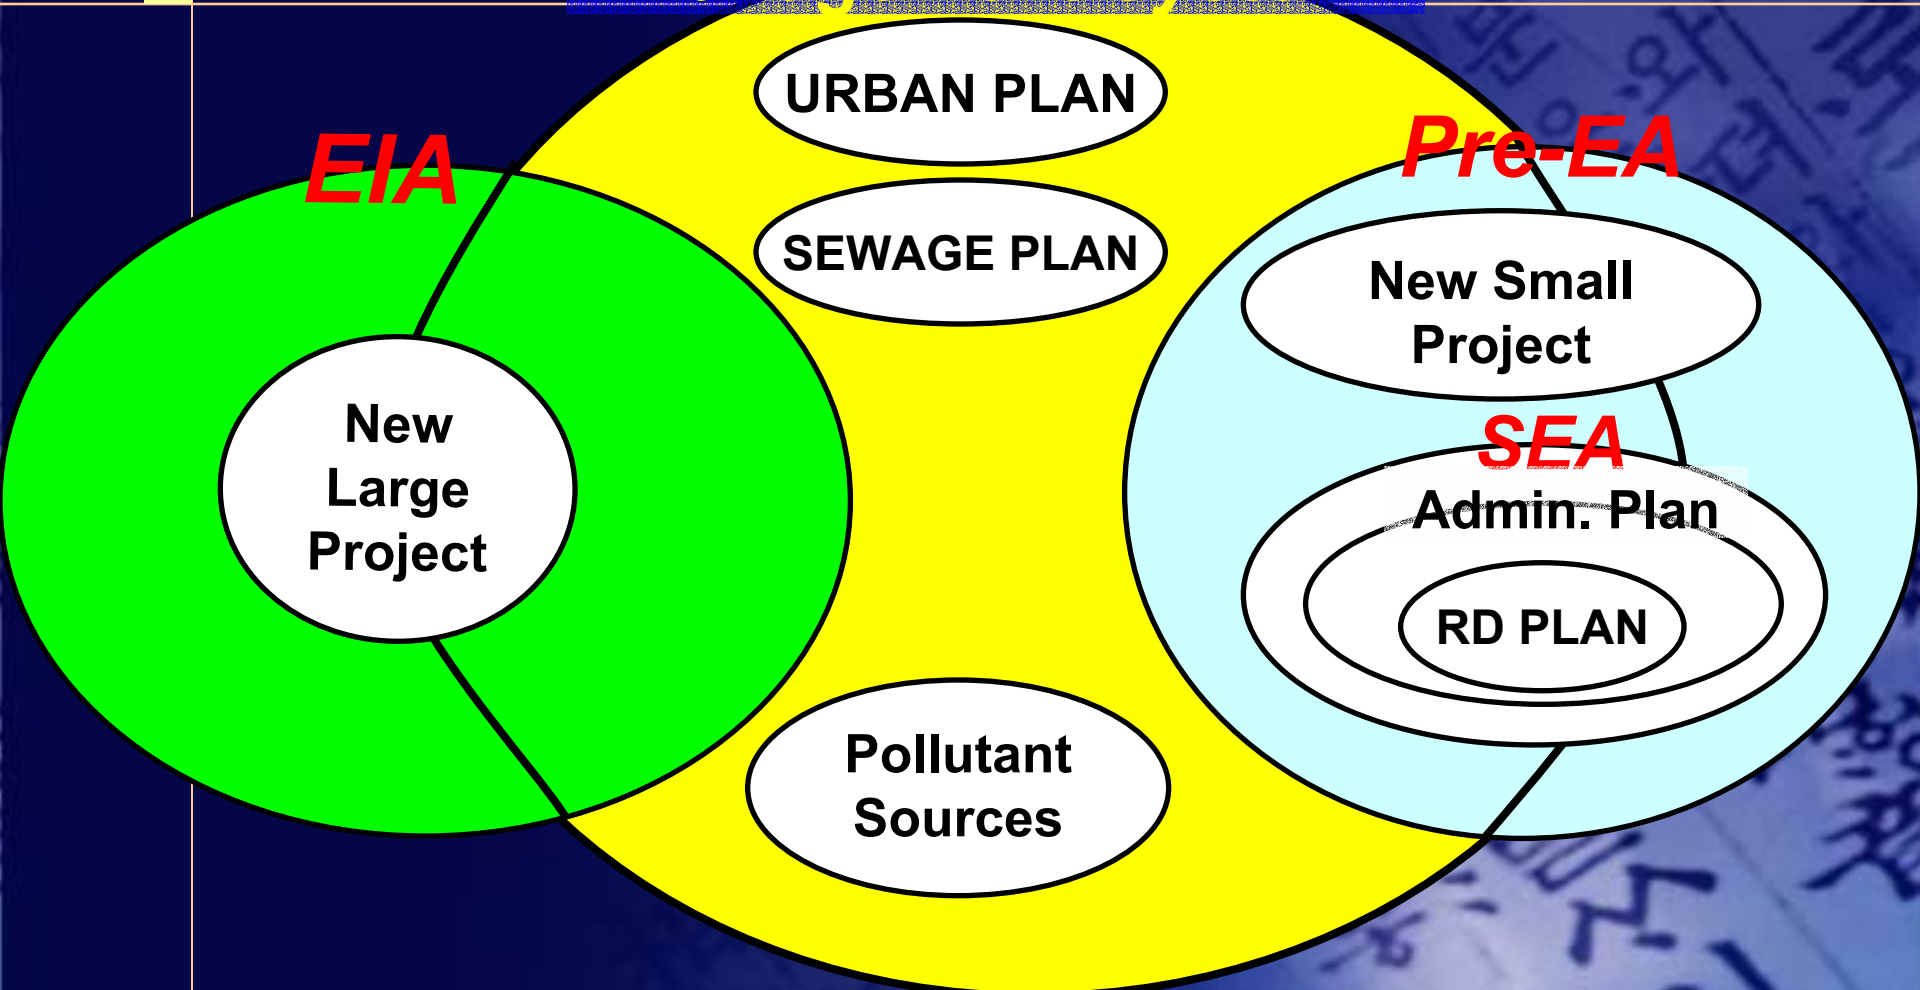 URBAN PLAN
EIA
Pre-EA
SEWAGE PLAN
New Small
Project
New
Large
Project
SEA
Admin. Plan
RD PLAN
Pollutant
Sources